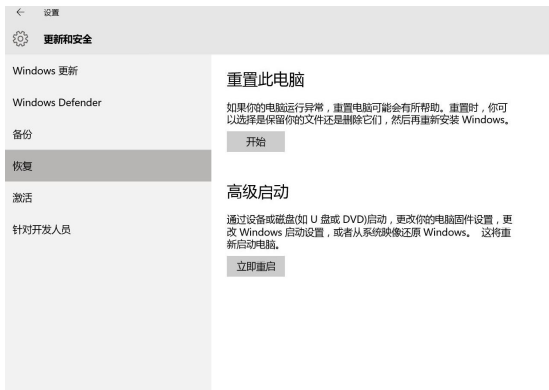 ← 设置
更新和安全
Windows 更新
Windows Defender
备份
恢复
激活
针对开发人员
重置此电脑
如果你的电脑运行异常，重置电脑可能会有所帮助。重置时，你可
以选择是保留你的文件还是删除它们，然后再重新安装 Windows。
开始
高级启动
通过设备或磁盘(如 U 盘或 DVD)启动，更改你的电脑固件设置，更
改 Windows 启动设置，或者从系统映像还原 Windows。 这将重
新启动电脑。
立即重启